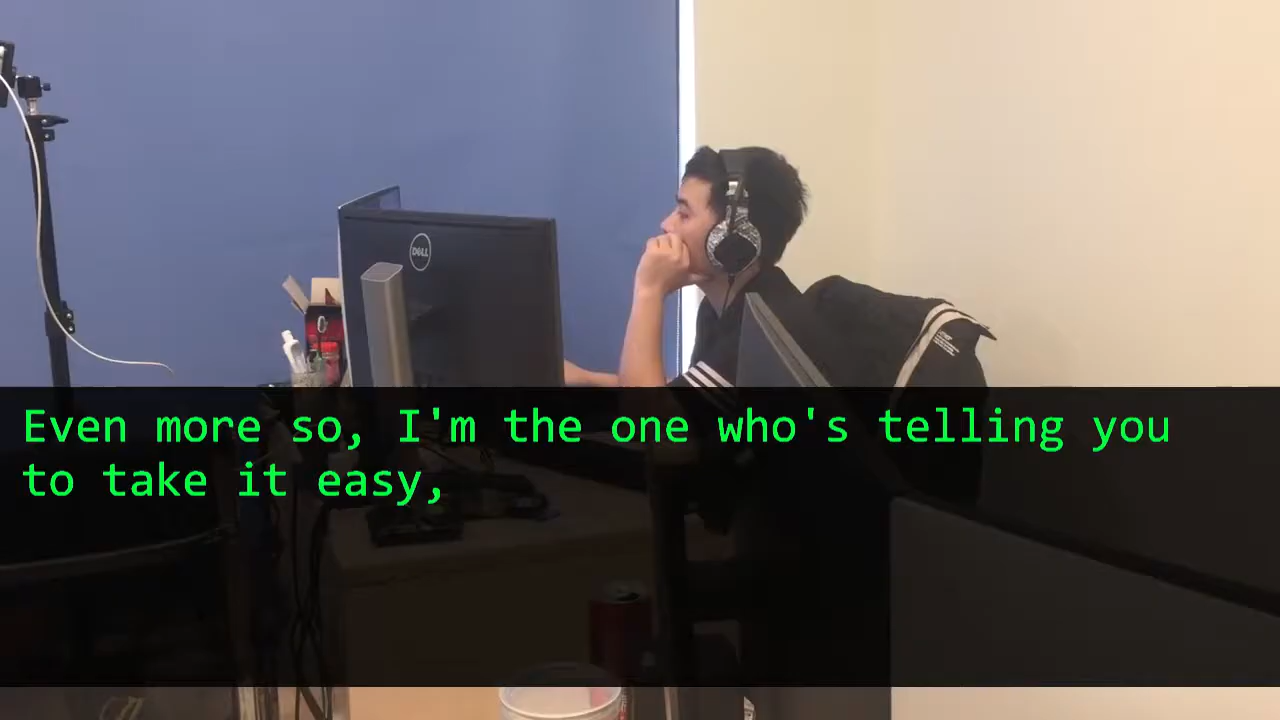 DELL
Even more so, I'm the one who's telling you
to take it easy,